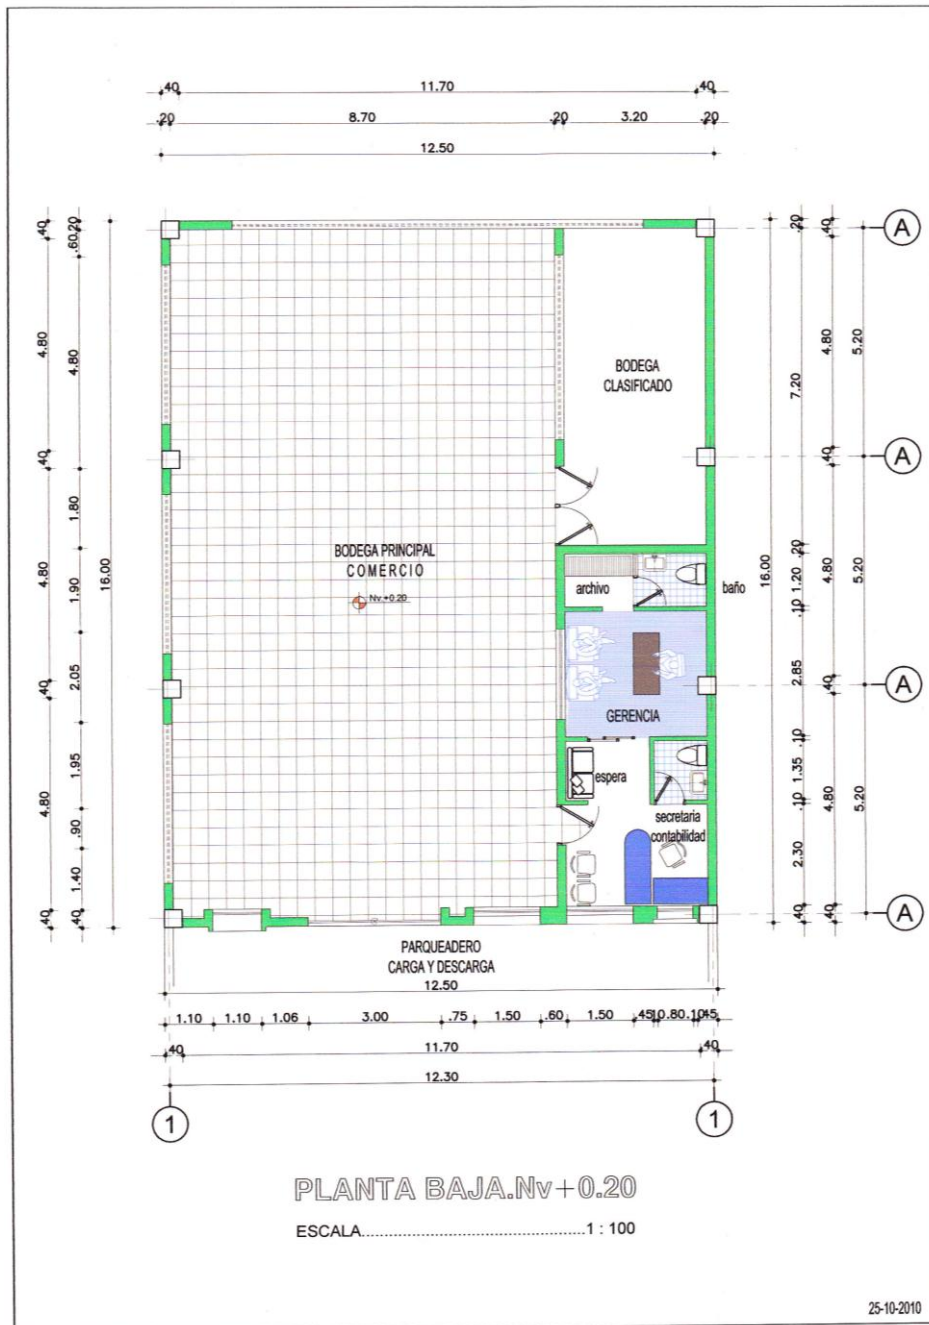 .40 11.70 .40
.20 8.70 .20 3.20 .20
12.50
.40 4.80 .40 4.80 .40 4.80 .40
.20 .60 4.80 1.80 1.90 2.05 1.95 .90 1.40 .40
16.00
16.00
.20 7.20 .20 1.20 .10 2.85 .10 1.35 .10 2.30 .40
.40 4.80 .40 4.80 .40 4.80 .40
5.20 5.20 5.20
A
A
A
A
BODEGA
CLASIFICADO
BODEGA PRINCIPAL
COMERCIO
Nv.+0.20
archivo
baño
GERENCIA
espera
secretaria
contabilidad
PARQUEADERO
CARGA Y DESCARGA
12.50
1.10 1.10 1.06 3.00 .75 1.50 .60 1.50 .45 .10 .80 .10 .45
.40 11.70 .40
12.30
1 1
PLANTA BAJA.Nv+0.20
ESCALA.................................................1 : 100
25-10-2010